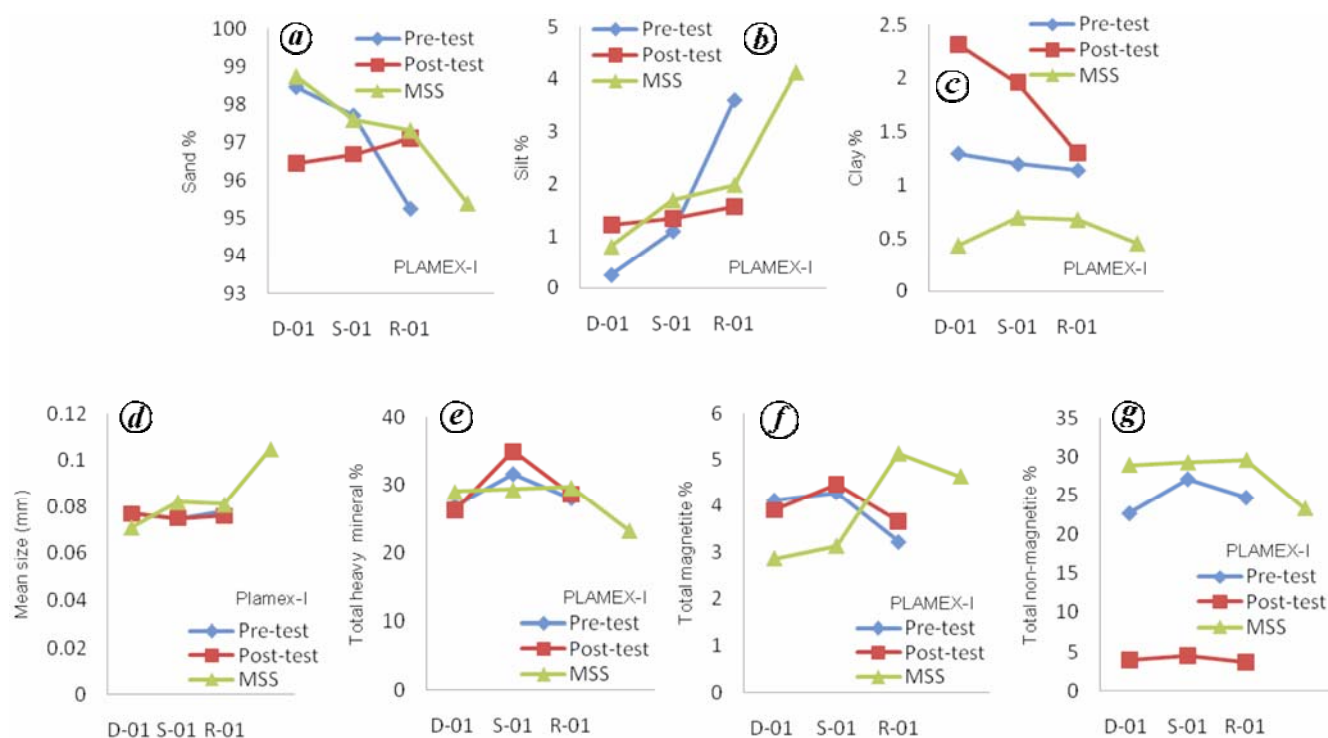 a
Sand %
100
99
98
97
96
95
94
93
Pre-test
Post-test
MSS
PLAMEX-I
D-01 S-01 R-01
b
Silt %
5
4
3
2
1
0
Pre-test
Post-test
MSS
PLAMEX-I
D-01 S-01 R-01
c
Clay %
2.5
2
1.5
1
0.5
0
Pre-test
Post-test
MSS
PLAMEX-I
D-01 S-01 R-01
d
Mean size (mm)
0.12
0.1
0.08
0.06
0.04
0.02
0
Plamex-I
Pre-test
Post-test
MSS
D-01 S-01 R-01
e
Total heavy mineral %
40
30
20
10
0
PLAMEX-I
Pre-test
Post-test
MSS
D-01 S-01 R-01
f
Total magnetite %
6
5
4
3
2
1
0
PLAMEX-I
Pre-test
Post-test
MSS
D-01 S-01 R-01
g
Total non-magnetite %
35
30
25
20
15
10
5
0
PLAMEX-I
Pre-test
Post-test
MSS
D-01 S-01 R-01